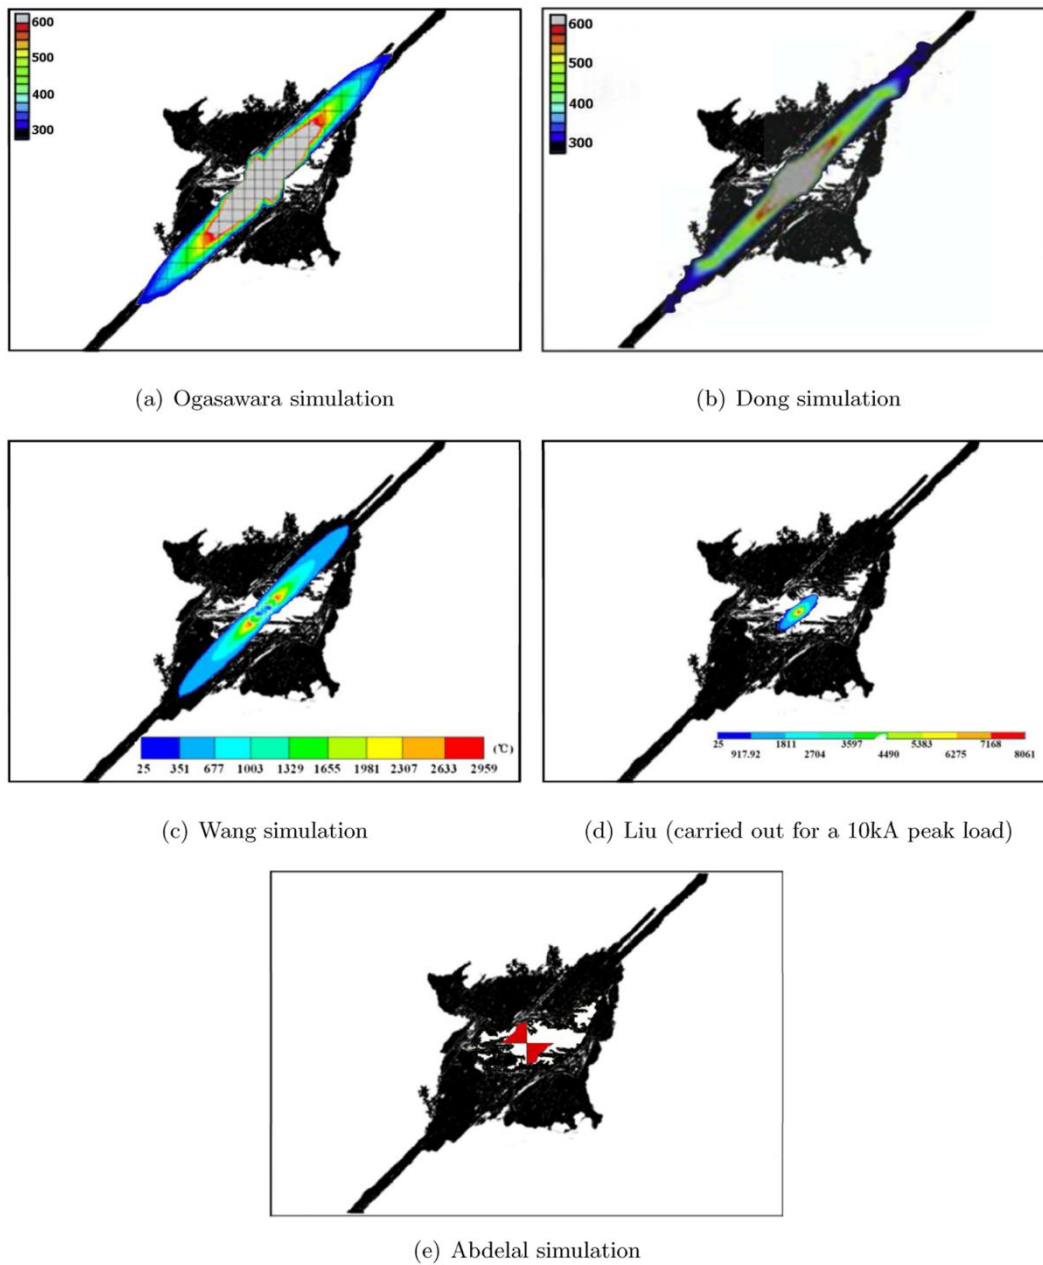 600
500
400
300
600
500
400
300
(a) Ogasawara simulation
(b) Dong simulation
(℃)
25 351 677 1003 1329 1655 1981 2307 2633 2959
25 1811 3597 5383 7168
917.92 2704 4490 6275 8061
(c) Wang simulation
(d) Liu (carried out for a 10kA peak load)
(e) Abdelal simulation